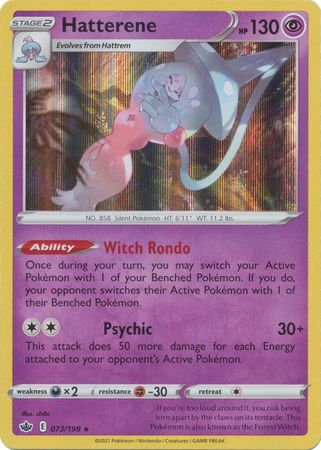 STAGE 2 Hatterene HP 130
Evolves from Hattrem
NO. 858 Silent Pokémon HT: 6'11" WT: 11.2 lbs.
Ability Witch Rondo
Once during your turn, you may switch your Active
Pokémon with 1 of your Benched Pokémon. If you do,
your opponent switches their Active Pokémon with 1 of
their Benched Pokémon.
Psychic 30+
This attack does 50 more damage for each Energy
attached to your opponent's Active Pokémon.
weakness ×2 resistance -30 retreat
Illus. chibi
E 073/198 ★
If you're too loud around it, you risk being
torn apart by the claws on its tentacle. This
Pokémon is also known as the Forest Witch.
©2021 Pokémon / Nintendo / Creatures / GAME FREAK